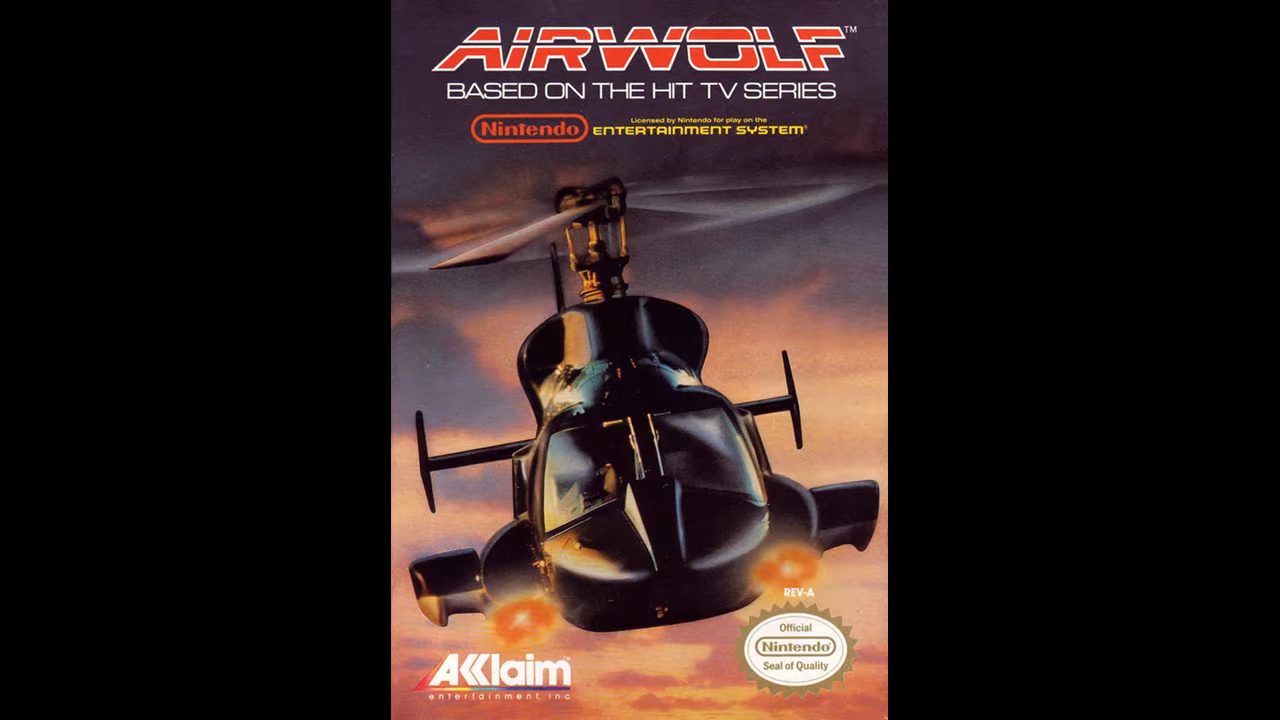 AIRWOLF™
BASED ON THE HIT TV SERIES
Licensed by Nintendo for play on the
Nintendo ENTERTAINMENT SYSTEM®
REV-A
Official
Nintendo®
Seal of Quality
AKKlaim™
entertainment, inc